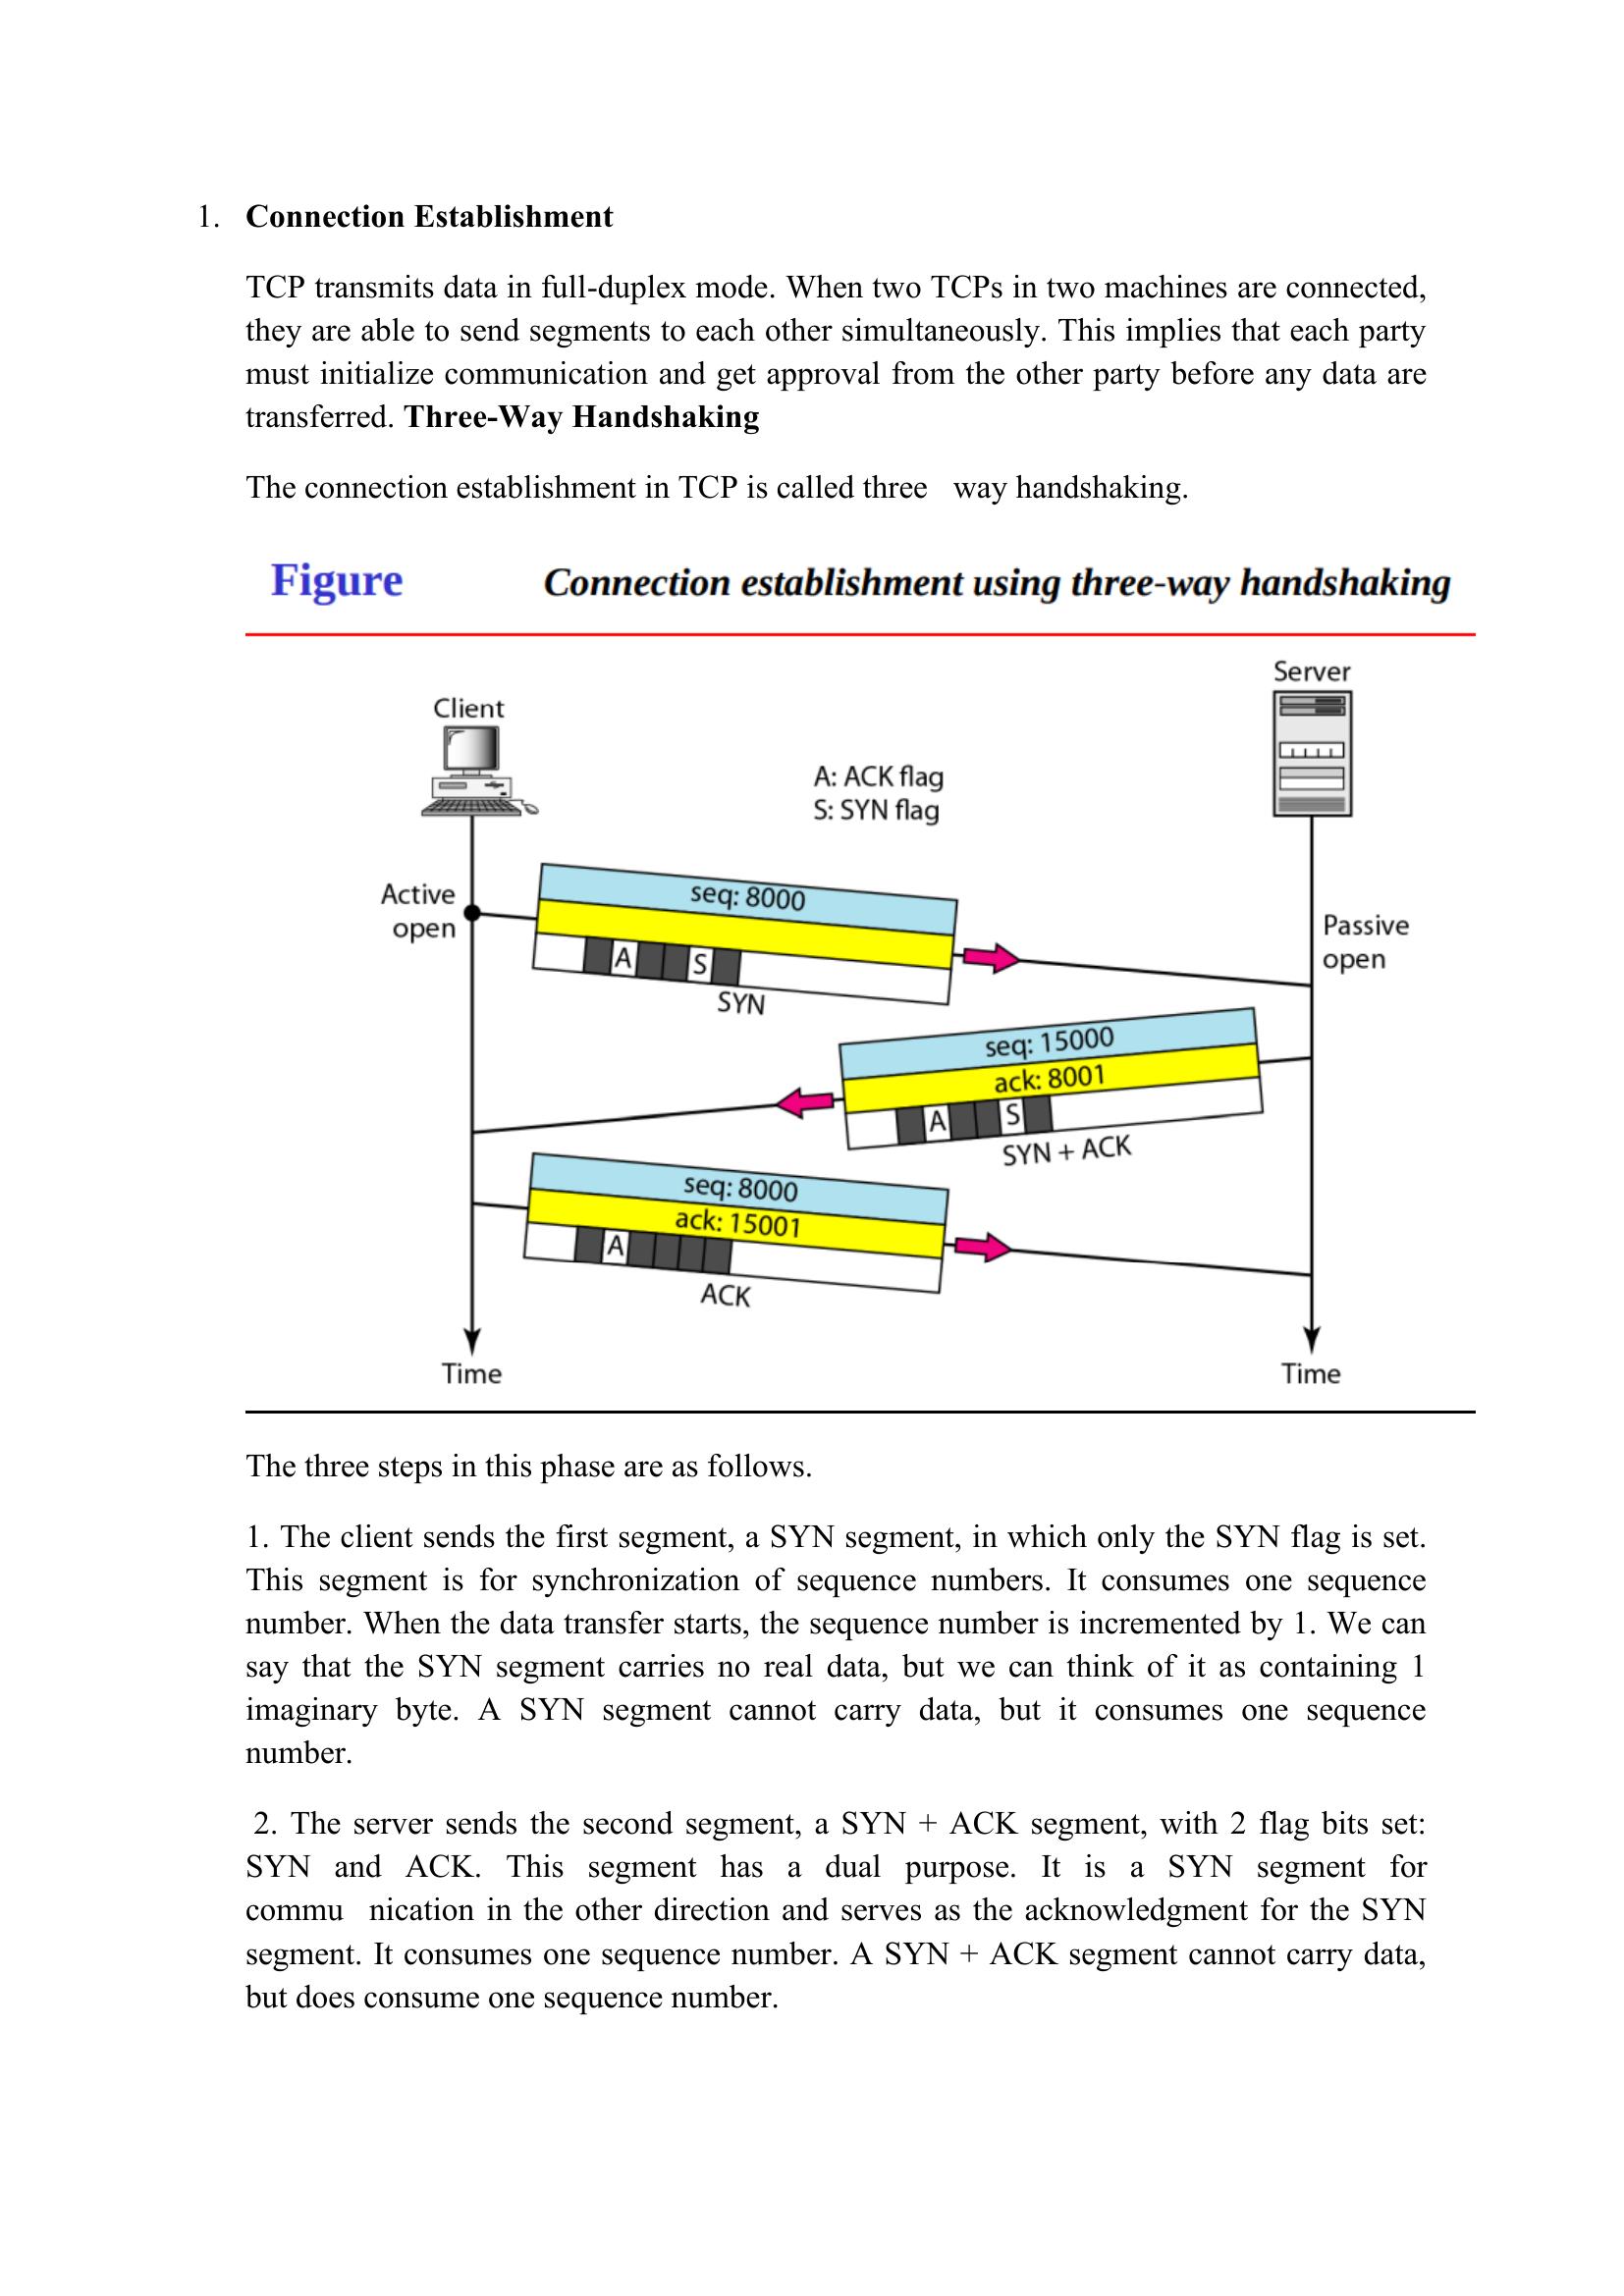 1. Connection Establishment
TCP transmits data in full-duplex mode. When two TCPs in two machines are connected,
they are able to send segments to each other simultaneously. This implies that each party
must initialize communication and get approval from the other party before any data are
transferred. Three-Way Handshaking
The connection establishment in TCP is called three way handshaking.
Figure Connection establishment using three-way handshaking
Server
Client
A: ACK flag
S: SYN flag
Active
open
seq: 8000
A S
SYN
Passive
open
seq: 15000
ack: 8001
A S
SYN + ACK
seq: 8000
ack: 15001
A
ACK
Time
Time
The three steps in this phase are as follows.
1. The client sends the first segment, a SYN segment, in which only the SYN flag is set.
This segment is for synchronization of sequence numbers. It consumes one sequence
number. When the data transfer starts, the sequence number is incremented by 1. We can
say that the SYN segment carries no real data, but we can think of it as containing 1
imaginary byte. A SYN segment cannot carry data, but it consumes one sequence
number.
2. The server sends the second segment, a SYN + ACK segment, with 2 flag bits set:
SYN and ACK. This segment has a dual purpose. It is a SYN segment for
commu nication in the other direction and serves as the acknowledgment for the SYN
segment. It consumes one sequence number. A SYN + ACK segment cannot carry data,
but does consume one sequence number.